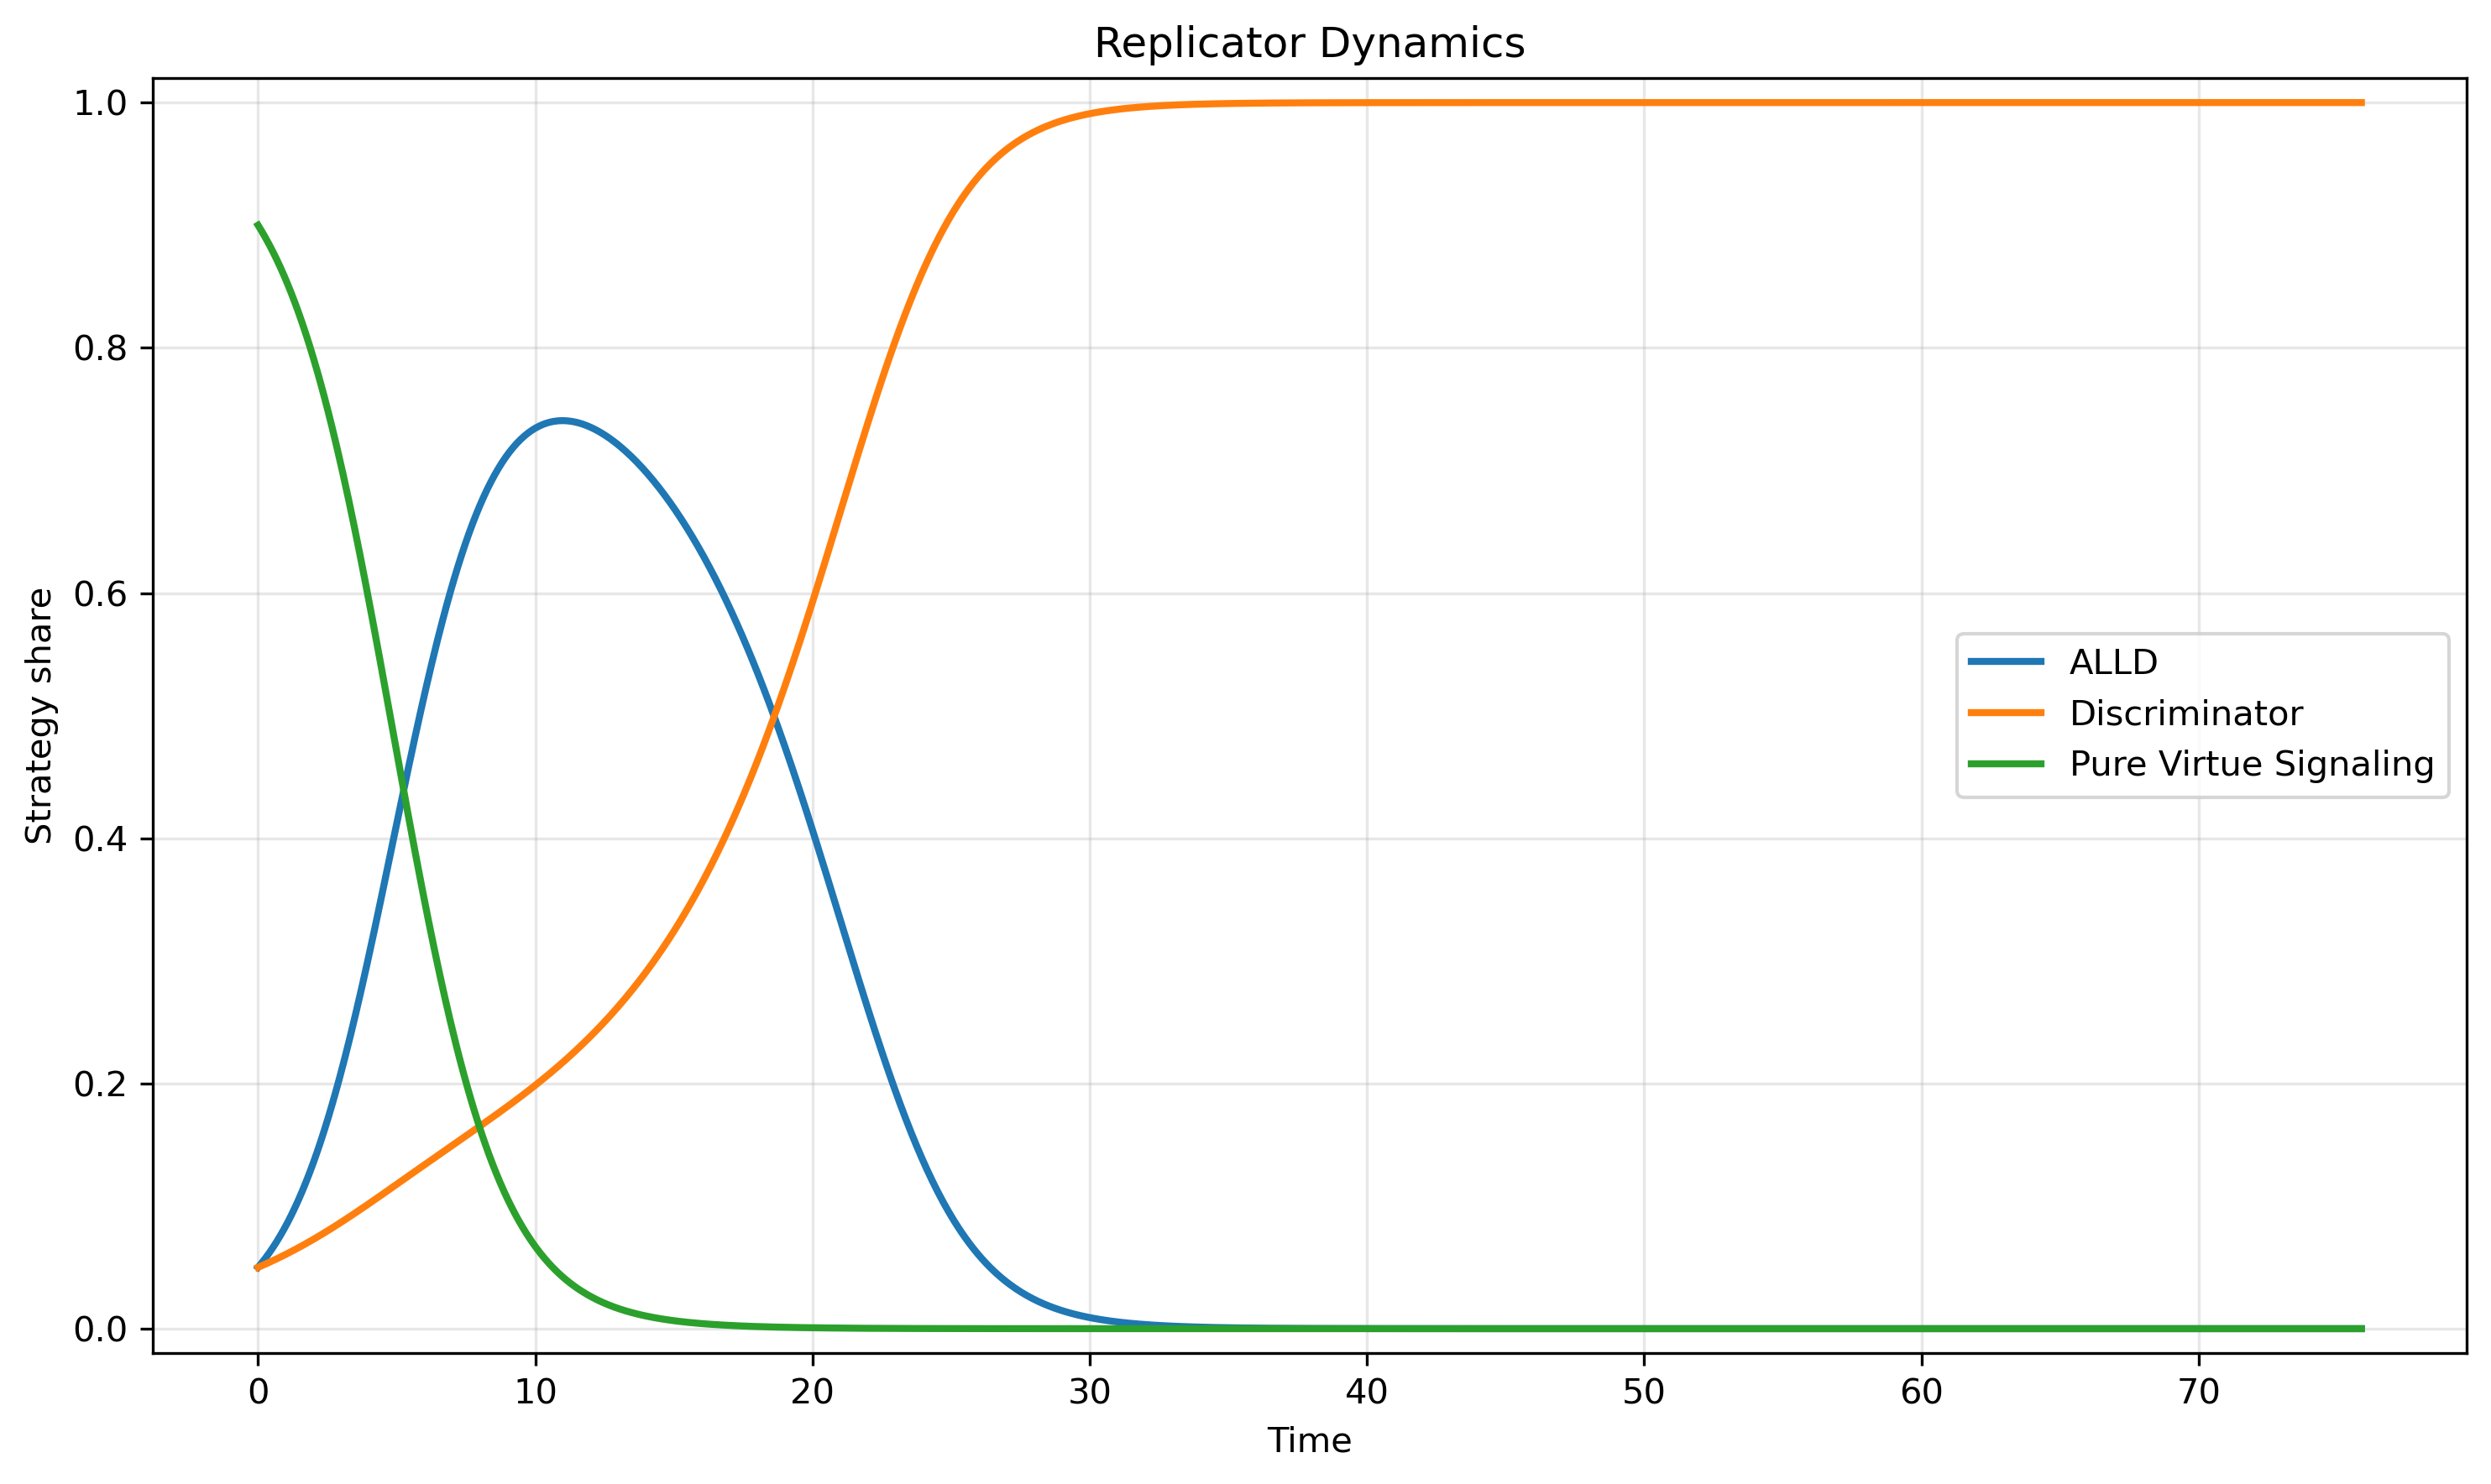 Replicator Dynamics
1.0
0.8
0.6
0.4
0.2
0.0
Strategy share
ALLD
Discriminator
Pure Virtue Signaling
0 10 20 30 40 50 60 70
Time